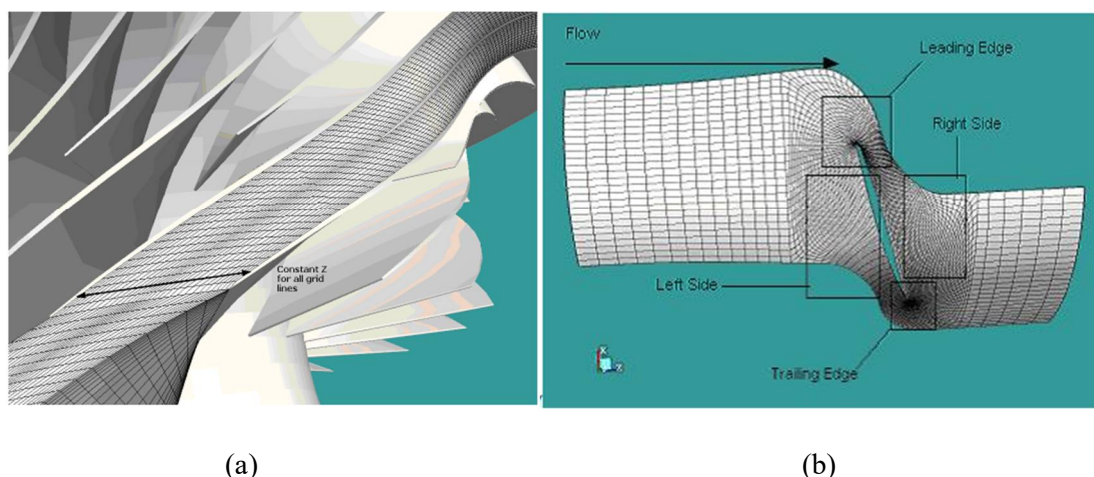 Constant Z
for all grid
lines
Flow
Leading Edge
Right Side
Left Side
Trailing Edge
(a)
(b)